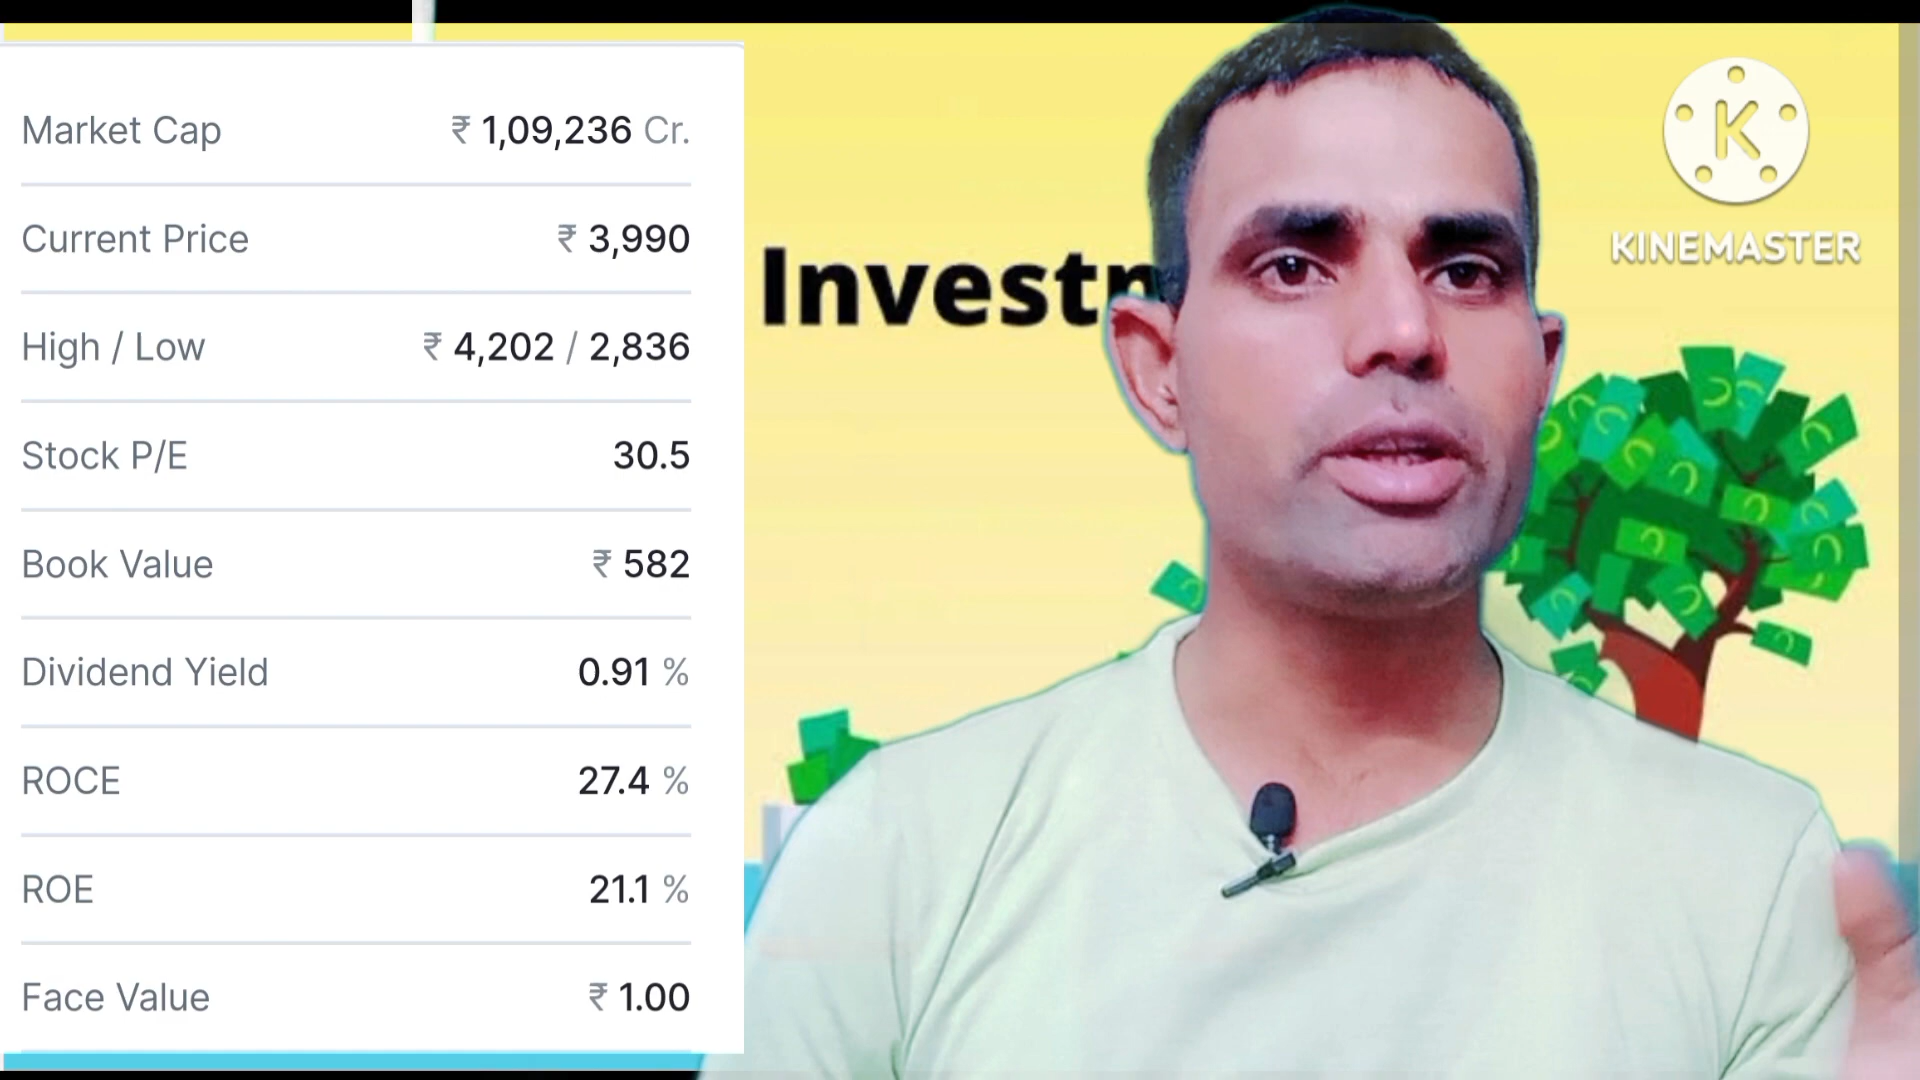 Market Cap ₹ 1,09,236 Cr.
Current Price ₹ 3,990
High / Low ₹ 4,202 / 2,836
Stock P/E 30.5
Book Value ₹ 582
Dividend Yield 0.91 %
ROCE 27.4 %
ROE 21.1 %
Face Value ₹ 1.00
Invest
K
KINEMASTER